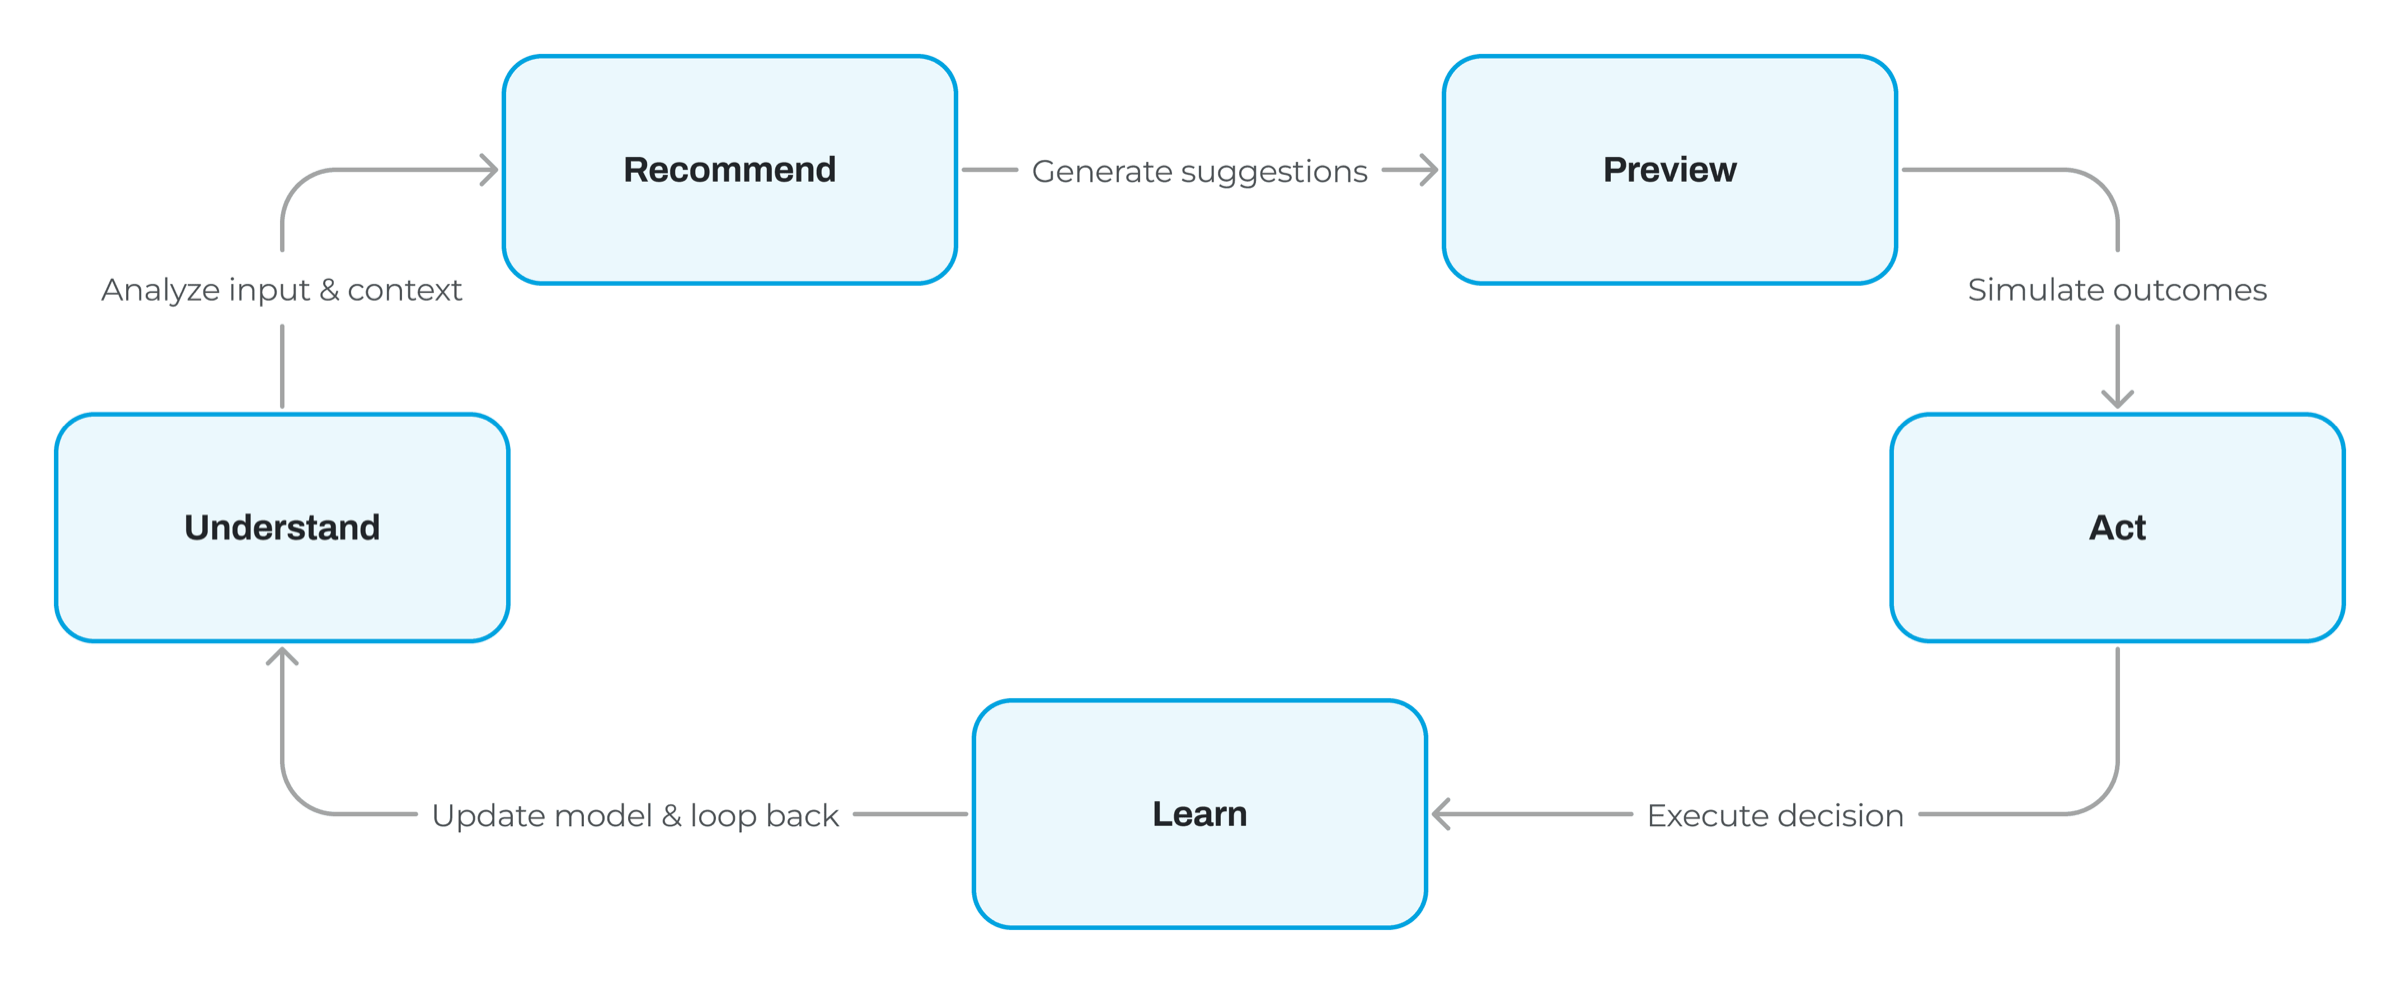 Recommend
Generate suggestions
Preview
Analyze input & context
Simulate outcomes
Understand
Act
Update model & loop back
Learn
Execute decision